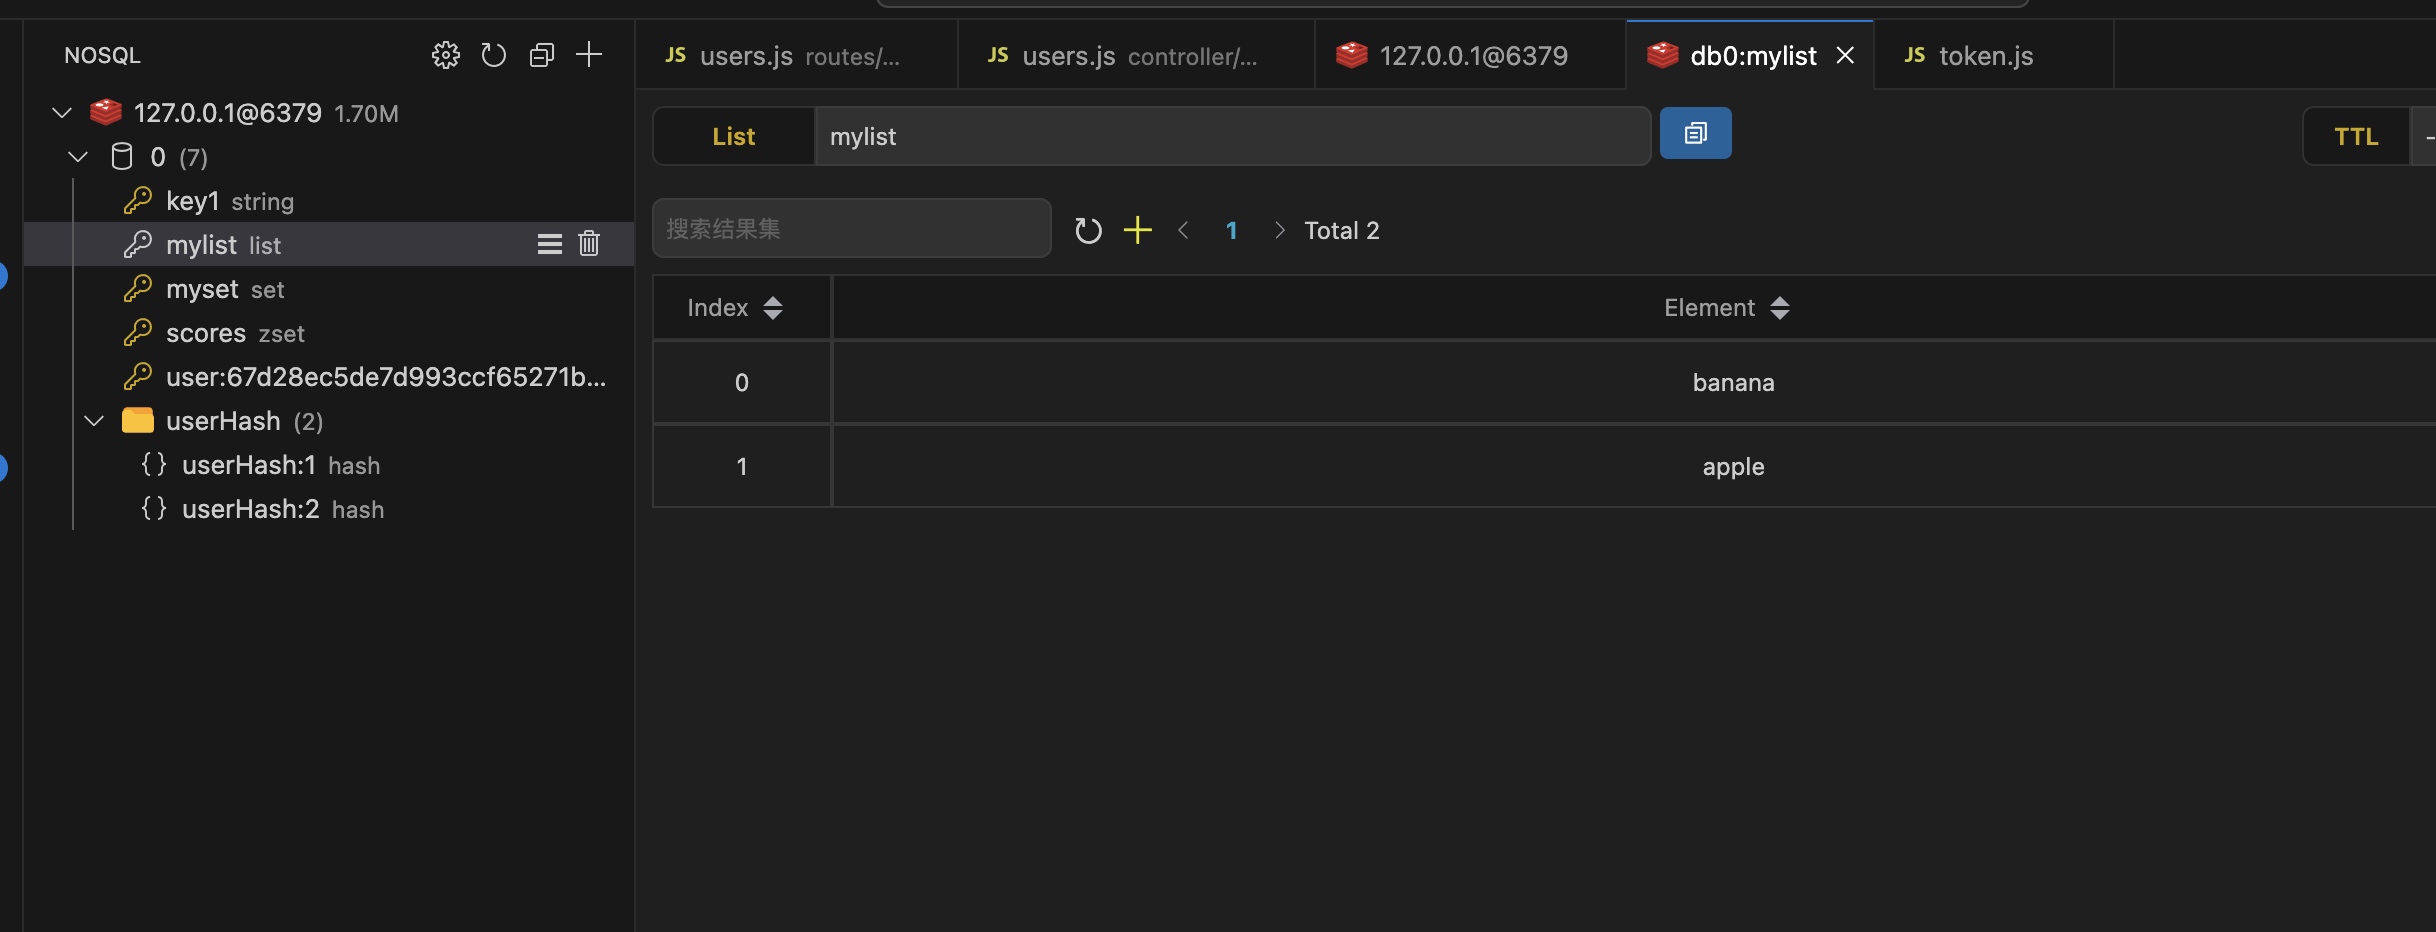 NOSQL
127.0.0.1@6379 1.70M
0 (7)
key1 string
mylist list
myset set
scores zset
user:67d28ec5de7d993ccf65271b...
userHash (2)
userHash:1 hash
userHash:2 hash
JS users.js routes/...
JS users.js controller/...
127.0.0.1@6379
db0:mylist
JS token.js
List mylist
TTL
搜索结果集
1
Total 2
Index Element
0 banana
1 apple